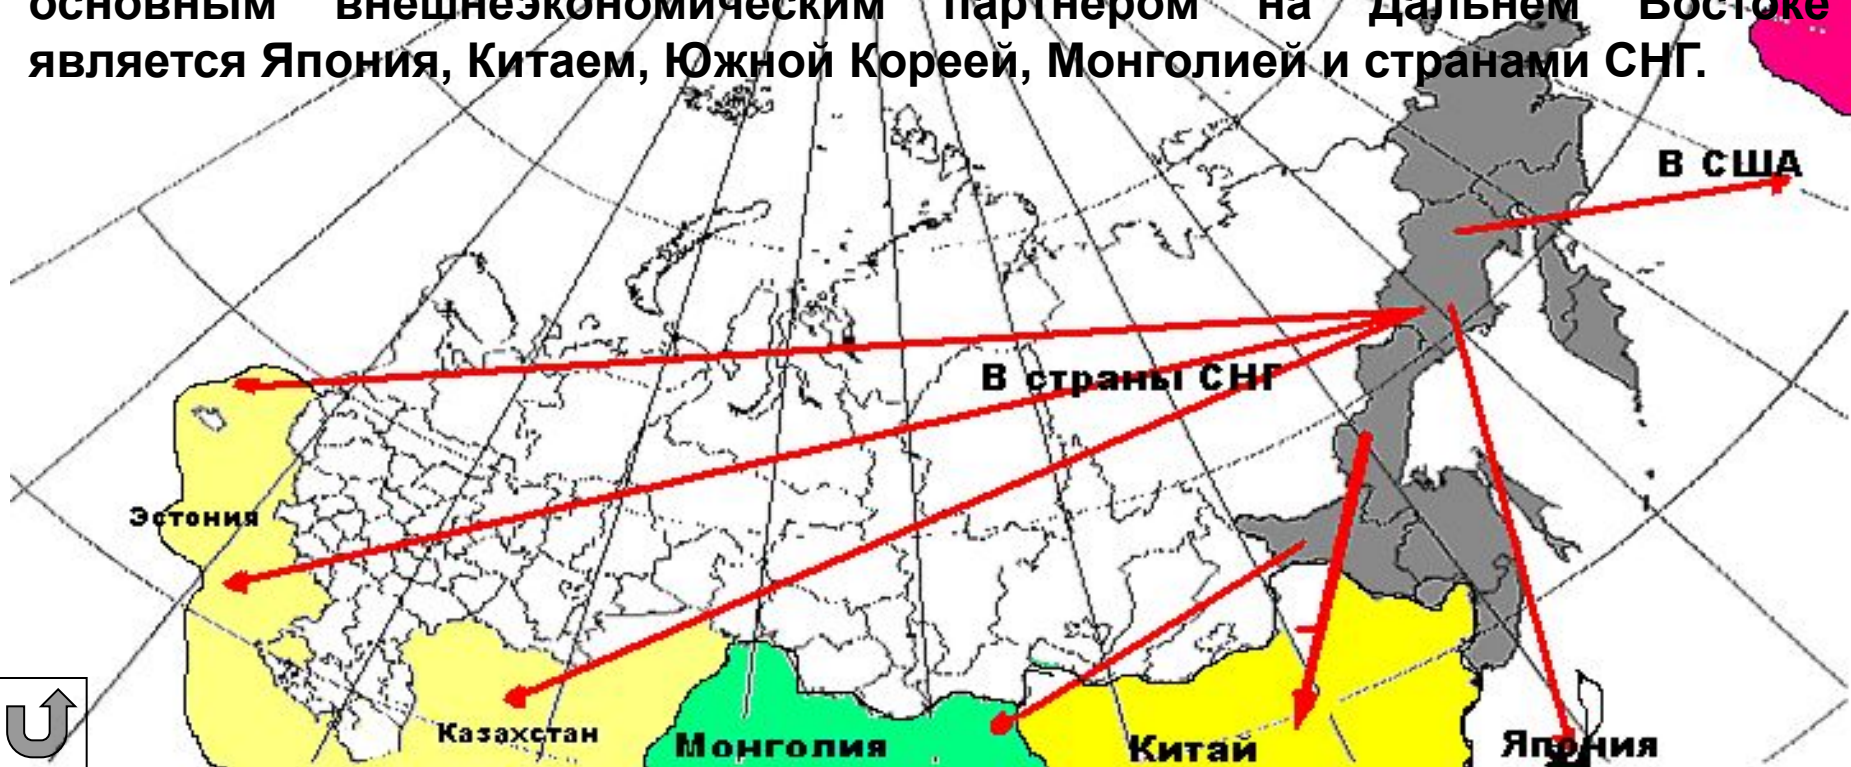 основным внешнеэкономическим партнером на Дальнем Востоке
является Япония, Китаем, Южной Кореей, Монголией и странами СНГ.
В США
В страны СНГ
Эстония
Казахстан
Монголия
Китай
Япония